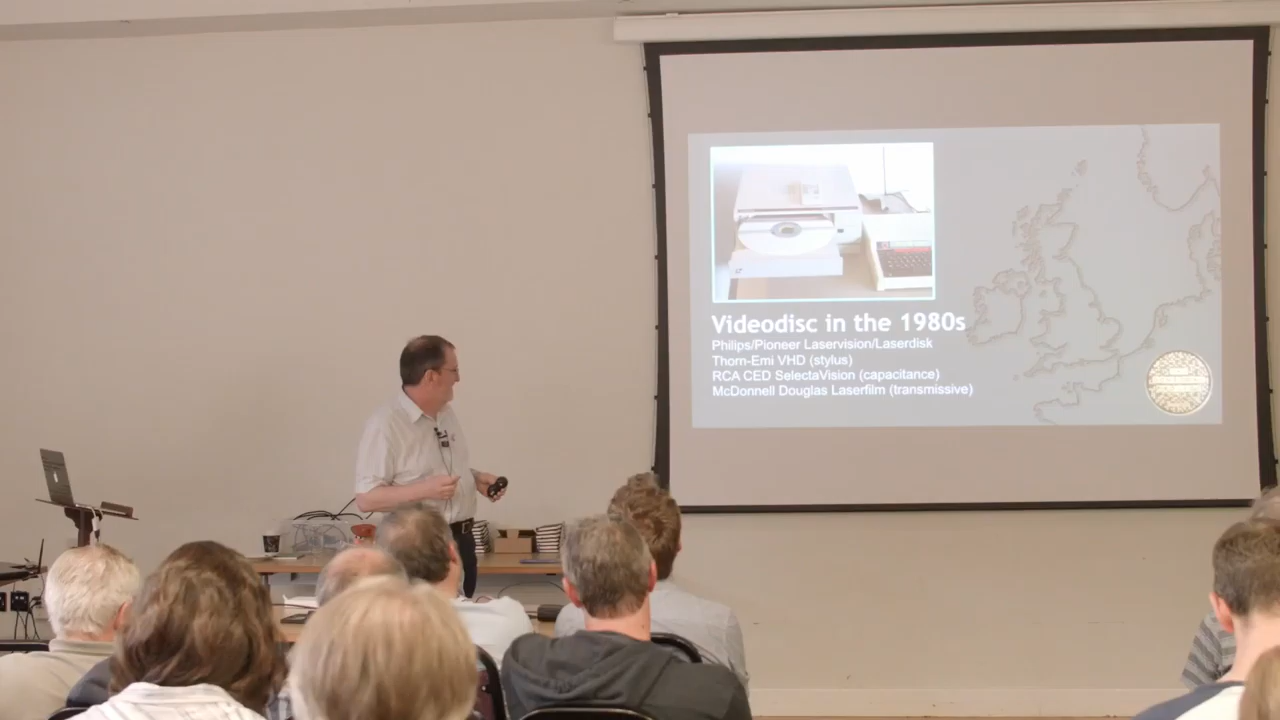 Videodisc in the 1980s
Philips/Pioneer Laservision/Laserdisk
Thorn-Emi VHD (stylus)
RCA CED SelectaVision (capacitance)
McDonnell Douglas Laserfilm (transmissive)